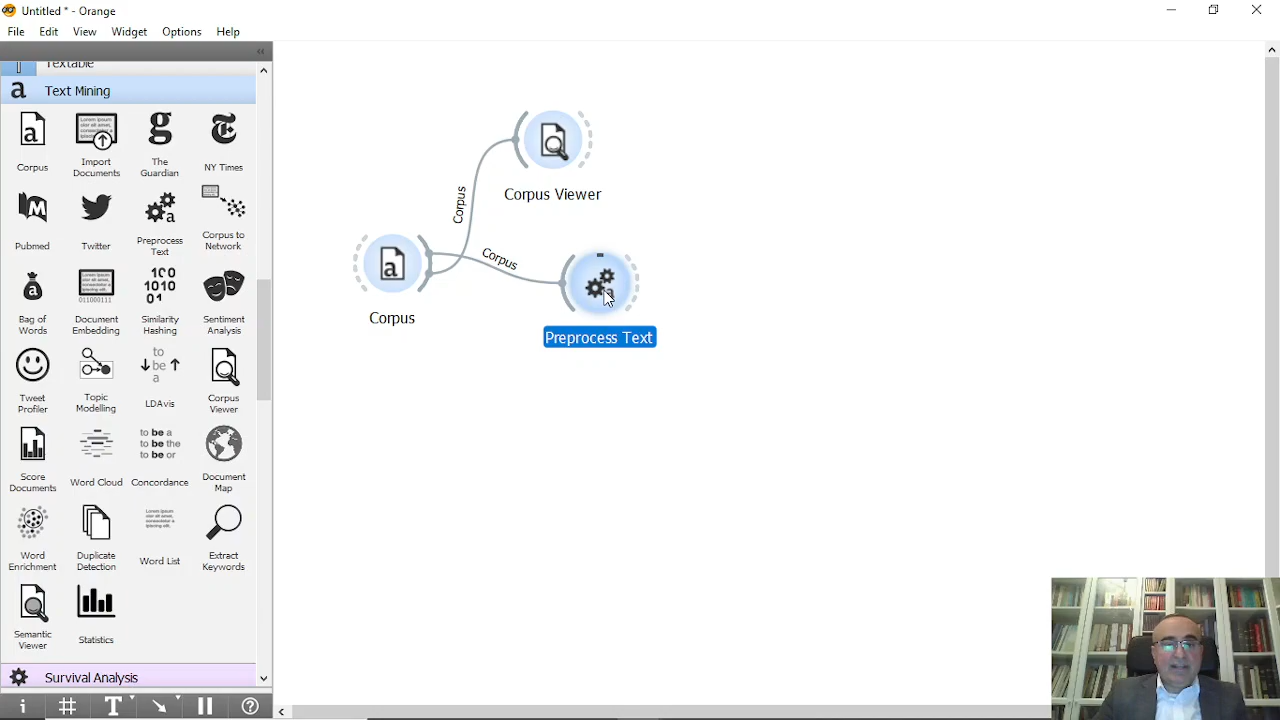 Untitled * - Orange
File Edit View Widget Options Help
Textable
Text Mining
Corpus
Import Documents
The Guardian
NY Times
Pubmed
Twitter
Preprocess Text
Corpus to Network
Bag of Words
Document Embedding
Similarity Hashing
Sentiment Analysis
Tweet Profiler
Topic Modelling
LDAvis
Corpus Viewer
Score Documents
Word Cloud
Concordance
Document Map
Word Enrichment
Duplicate Detection
Word List
Extract Keywords
Semantic Viewer
Statistics
Survival Analysis
Corpus Viewer
Corpus
Corpus
Corpus
Preprocess Text